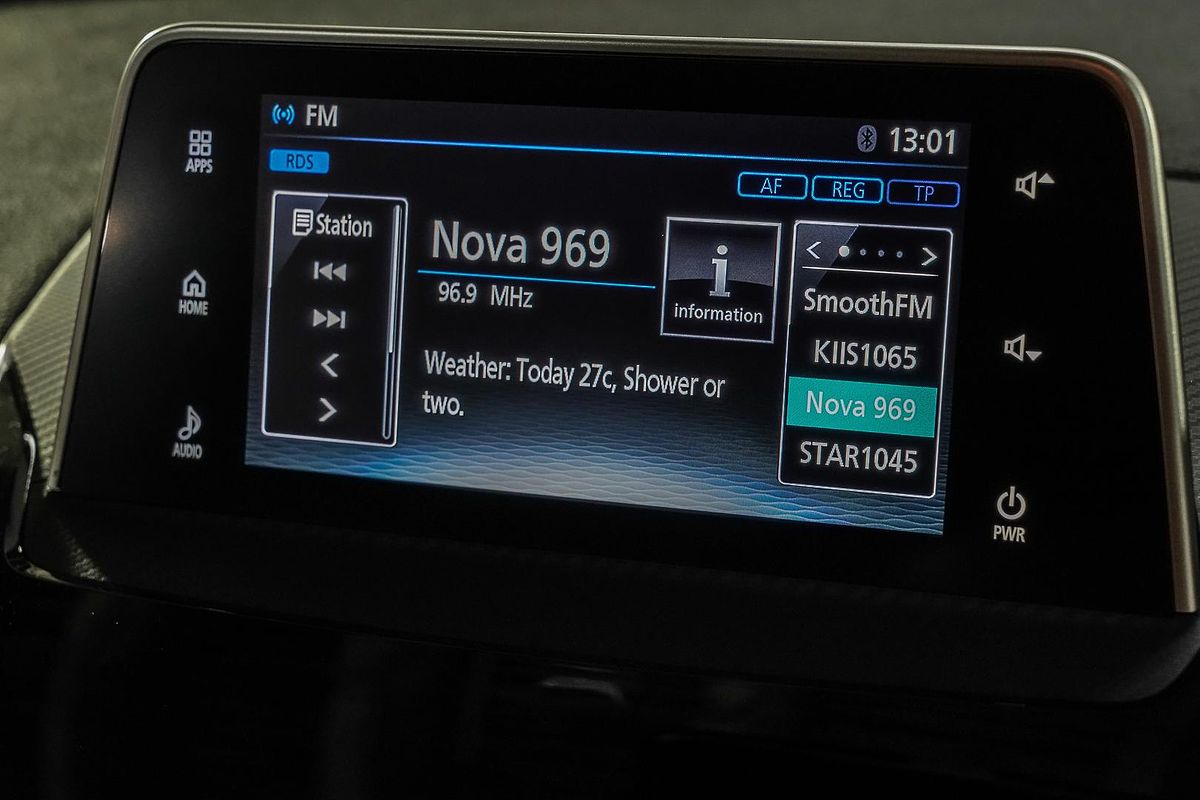 FM
13:01
RDS
AF
REG
TP
APPS
HOME
AUDIO
Station
Nova 969
96.9 MHz
Weather: Today 27c, Shower or
two.
i
information
SmoothFM
KIIS1065
Nova 969
STAR1045
PWR